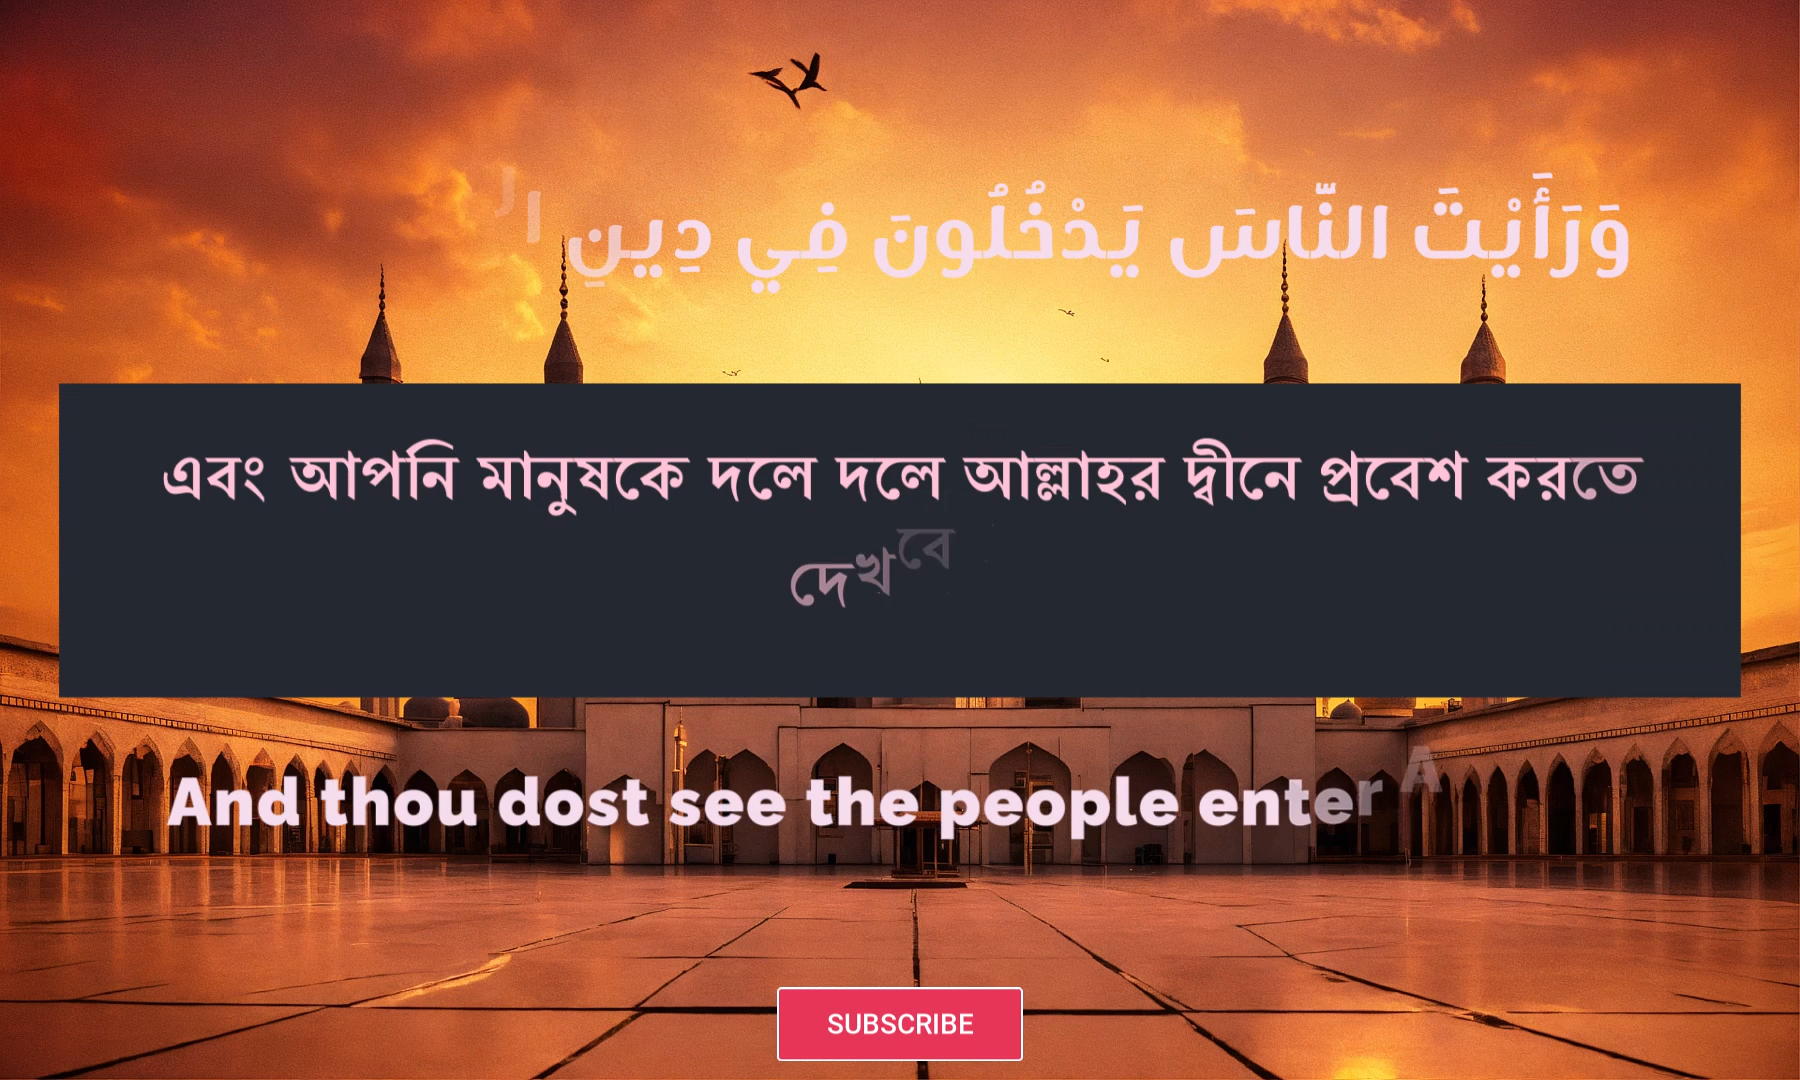 وَرَأَيْتَ النَّاسَ يَدْخُلُونَ فِي دِينِ
এবং আপনি মানুষকে দলে দলে আল্লাহর দ্বীনে প্রবেশ করতে
দেখবে
And thou dost see the people enter A
SUBSCRIBE